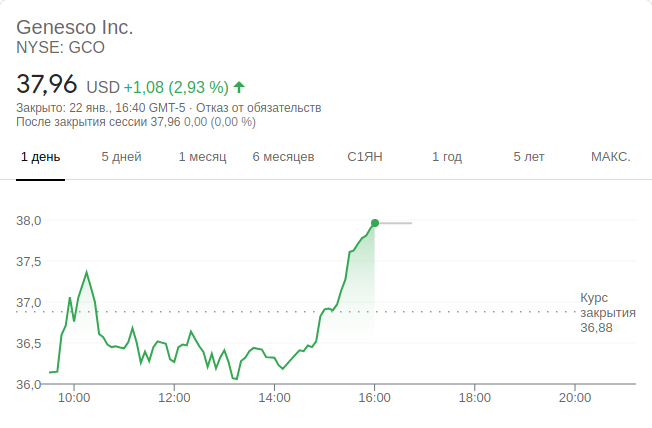 Genesco Inc.
NYSE: GCO
37,96 USD +1,08 (2,93 %)
Закрыто: 22 янв., 16:40 GMT-5 · Отказ от обязательств
После закрытия сессии 37,96 0,00 (0,00 %)
1 день 5 дней 1 месяц 6 месяцев С1ЯН 1 год 5 лет МАКС.
38,0
37,5
37,0
36,5
36,0
Курс
закрытия
36,88
10:00 12:00 14:00 16:00 18:00 20:00